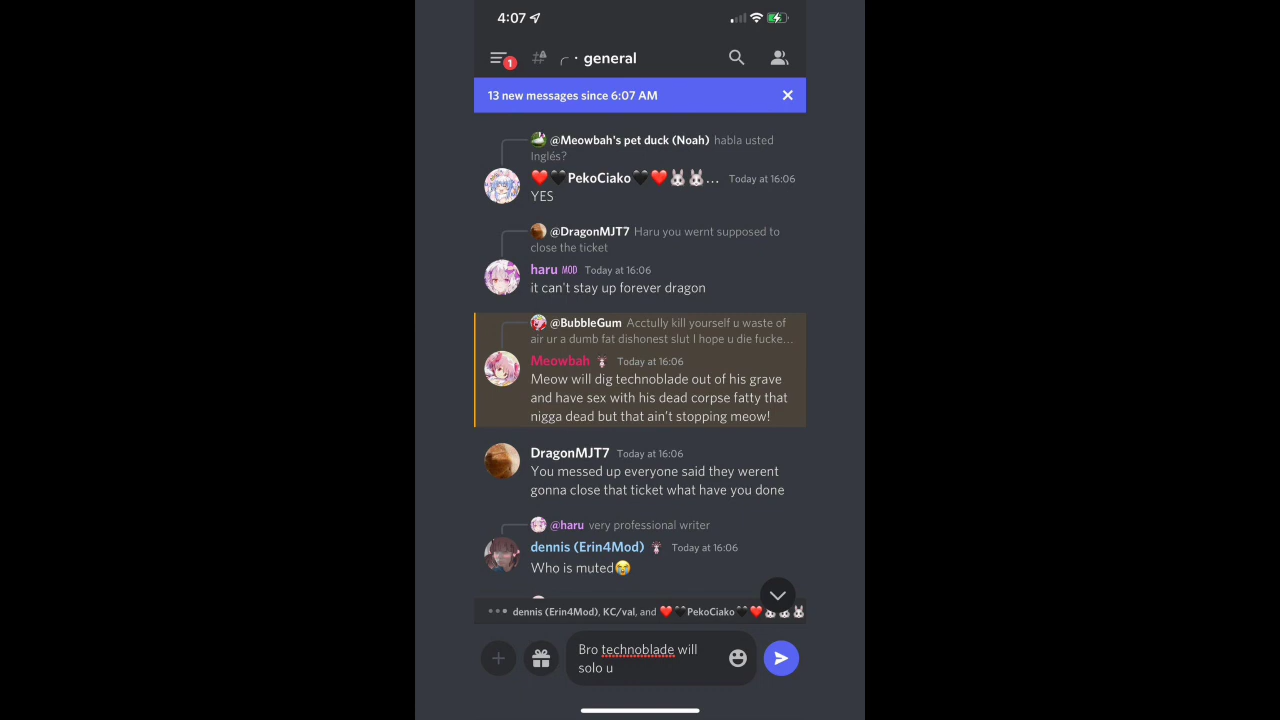 4:07
1
general
13 new messages since 6:07 AM
@Meowbah's pet duck (Noah) habla usted
Inglés?
❤️🖤PekoCiako🖤❤️🐰🐰... Today at 16:06
YES
@DragonMJT7 Haru you wernt supposed to
close the ticket
haru MOD Today at 16:06
it can't stay up forever dragon
@BubbleGum Acctully kill yourself u waste of
air ur a dumb fat dishonest slut I hope u die fucke...
Meowbah Today at 16:06
Meow will dig technoblade out of his grave
and have sex with his dead corpse fatty that
nigga dead but that ain't stopping meow!
DragonMJT7 Today at 16:06
You messed up everyone said they werent
gonna close that ticket what have you done
@haru very professional writer
dennis (Erin4Mod) Today at 16:06
Who is muted😭
dennis (Erin4Mod), KC/val, and ❤️🖤PekoCiako🖤❤️🐰🐰🐰
Bro technoblade will
solo u